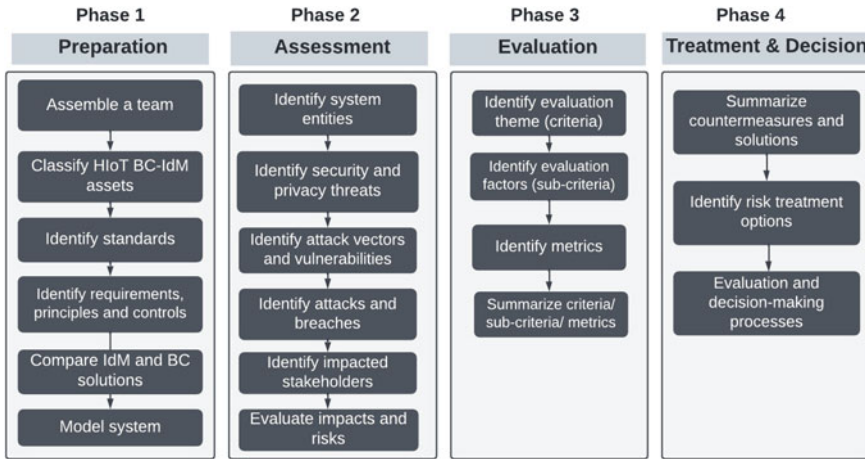 Phase 1
Preparation
Assemble a team
Classify HIoT BC-IdM
assets
Identify standards
Identify requirements,
principles and controls
Compare IdM and BC
solutions
Model system
Phase 2
Assessment
Identify system
entities
Identify security and
privacy threats
Identify attack vectors
and vulnerabilities
Identify attacks and
breaches
Identify impacted
stakeholders
Evaluate impacts and
risks
Phase 3
Evaluation
Identify evaluation
theme (criteria)
Identify evaluation
factors (sub-criteria)
Identify metrics
Summarize criteria/
sub-criteria/ metrics
Phase 4
Treatment & Decision
Summarize
countermeasures and
solutions
Identify risk treatment
options
Evaluation and
decision-making
processes